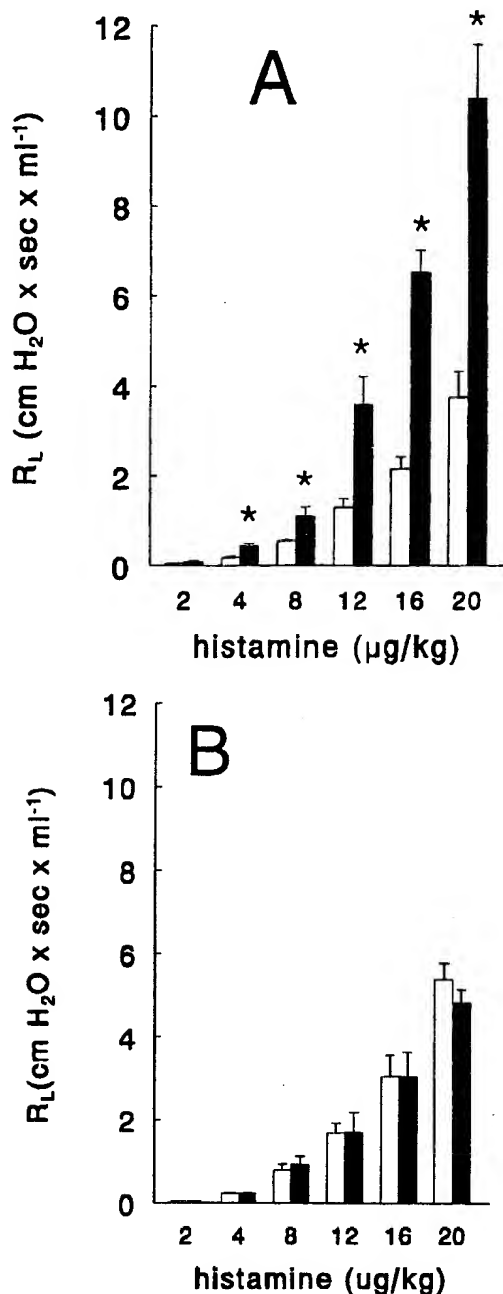 A
R_L (cm H₂O x sec x ml⁻¹)
12
10
8
6
4
2
0
*
*
*
*
*
2 4 8 12 16 20
histamine (µg/kg)
B
R_L(cm H₂O x sec x ml⁻¹)
12
10
8
6
4
2
0
2 4 8 12 16 20
histamine (ug/kg)